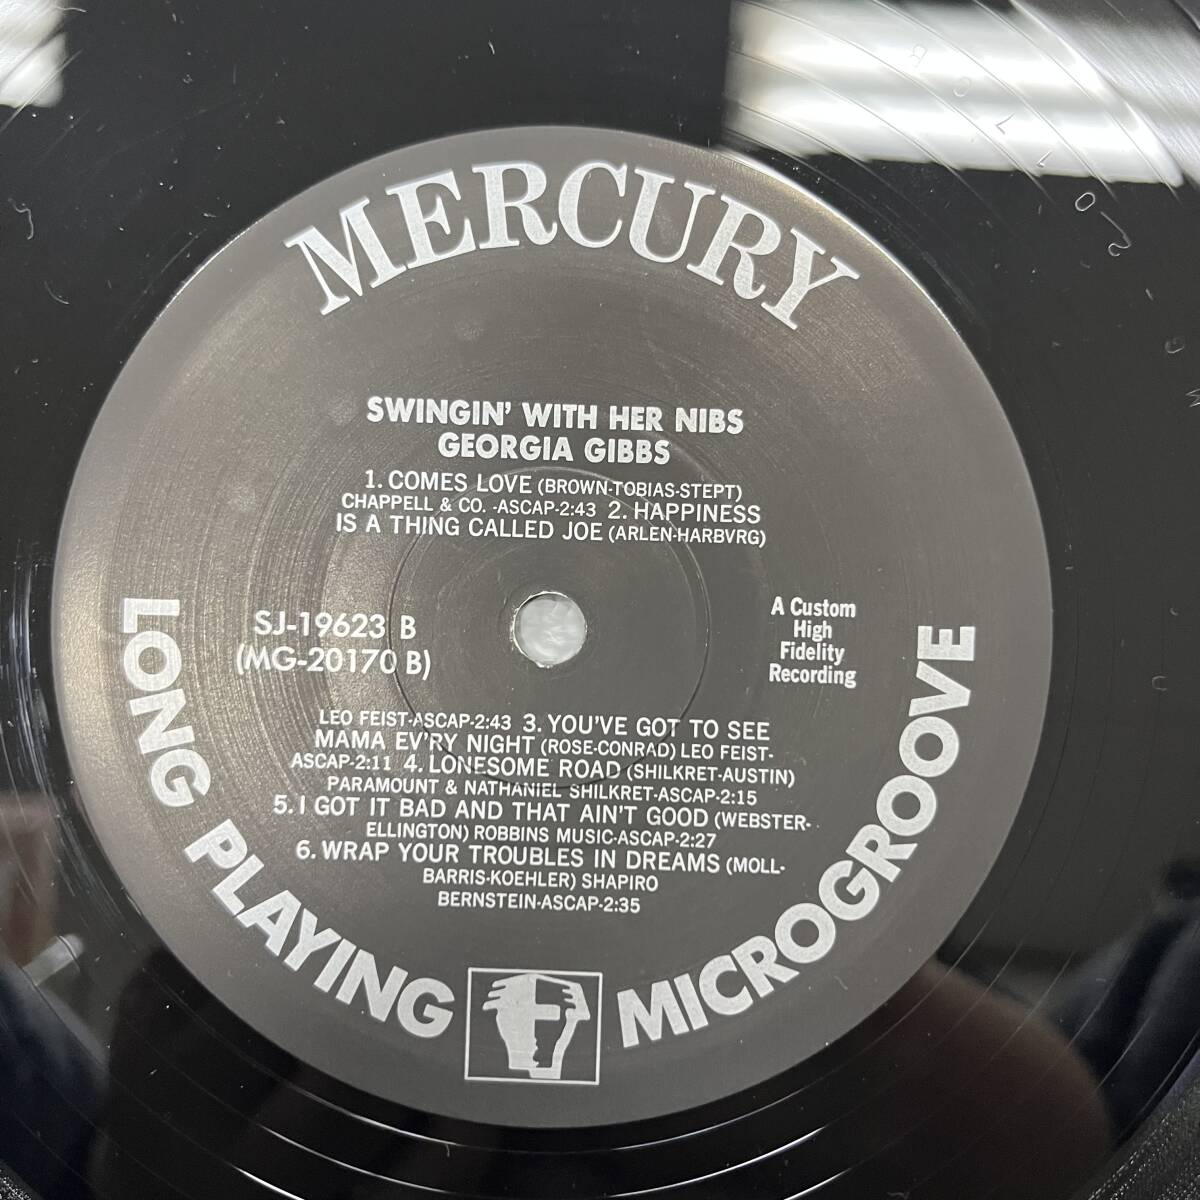 MERCURY
SWINGIN' WITH HER NIBS
GEORGIA GIBBS
1. COMES LOVE (BROWN-TOBIAS-STEPT)
CHAPPELL & CO. -ASCAP-2:43 2. HAPPINESS
IS A THING CALLED JOE (ARLEN-HARBVRG)
SJ-19623 B
(MG-20170 B)
A Custom
High
Fidelity
Recording
LEO FEIST-ASCAP-2:43 3. YOU'VE GOT TO SEE
MAMA EV'RY NIGHT (ROSE-CONRAD) LEO FEIST-
ASCAP-2:11 4. LONESOME ROAD (SHILKRET-AUSTIN)
PARAMOUNT & NATHANIEL SHILKRET-ASCAP-2:15
5. I GOT IT BAD AND THAT AIN'T GOOD (WEBSTER-
ELLINGTON) ROBBINS MUSIC-ASCAP-2:27
6. WRAP YOUR TROUBLES IN DREAMS (MOLL-
BARRIS-KOEHLER) SHAPIRO
BERNSTEIN-ASCAP-2:35
LONG PLAYING MICROGROOVE